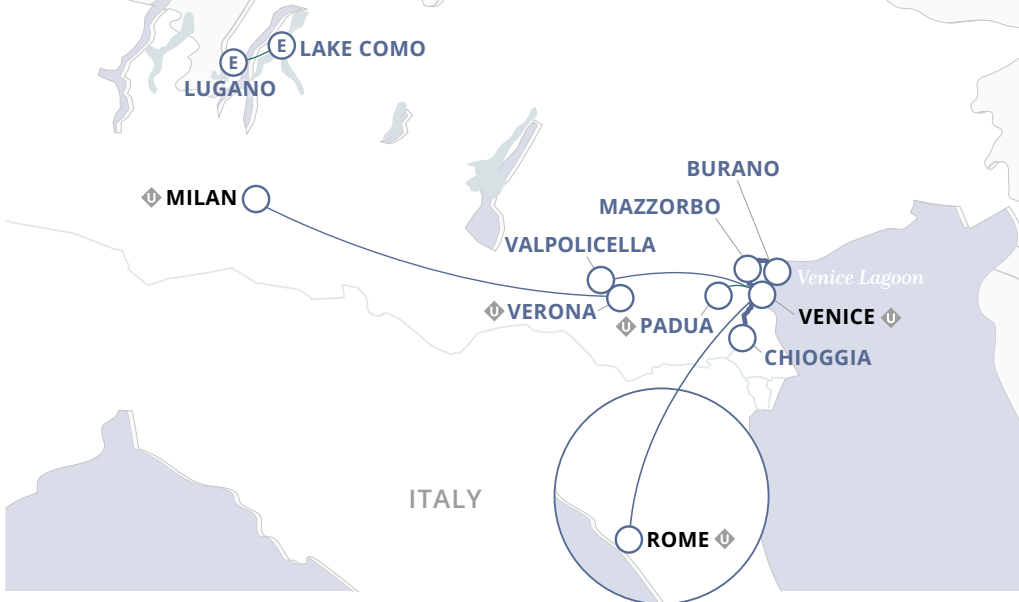 E LAKE COMO
E
LUGANO
BURANO
U MILAN
MAZZORBO
VALPOLICELLA
Venice Lagoon
U VERONA
VENICE U
U PADUA
CHIOGGIA
ITALY
ROME U